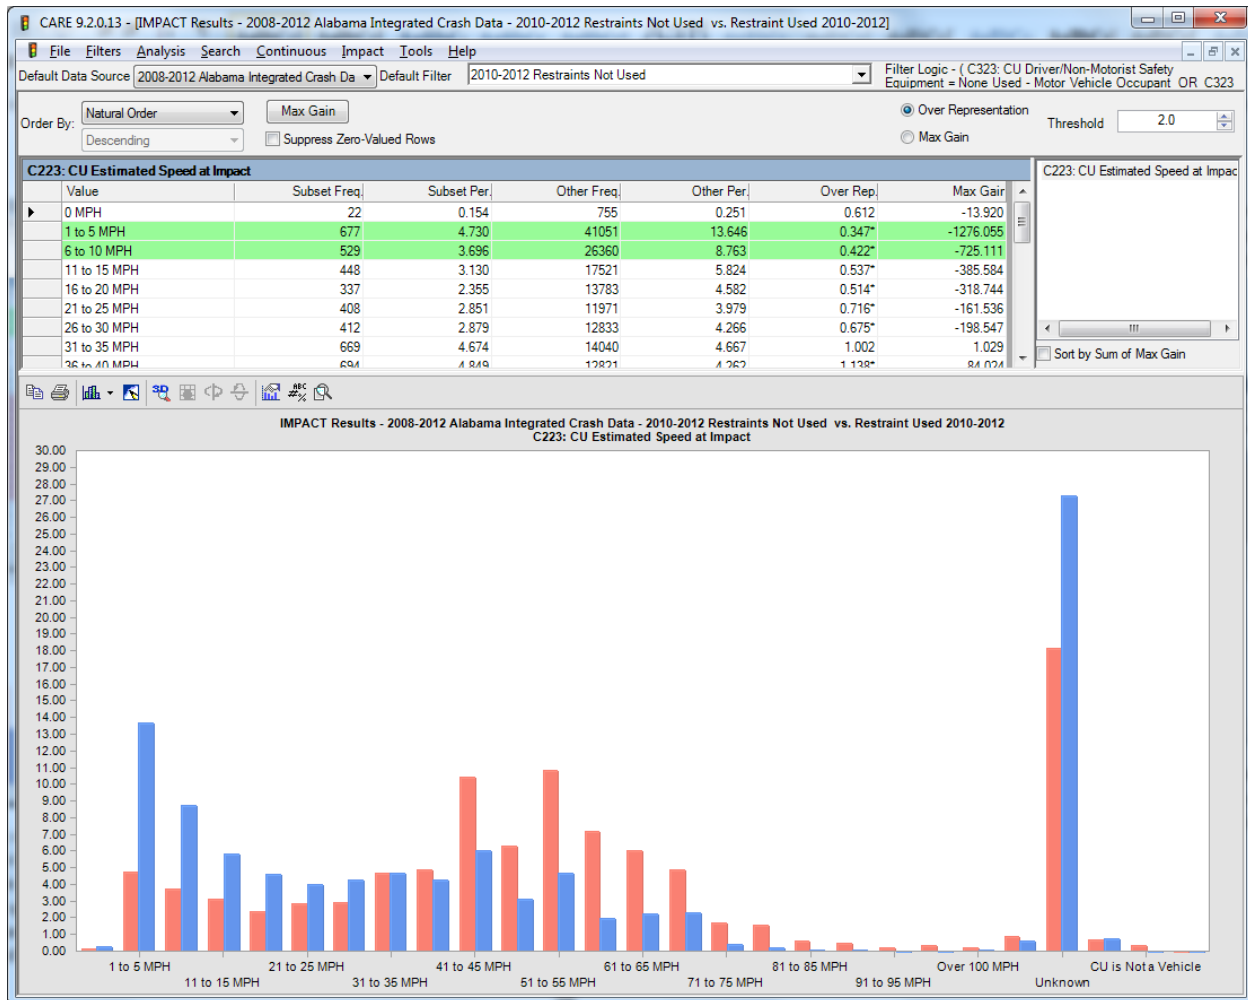 CARE 9.2.0.13 - [IMPACT Results - 2008-2012 Alabama Integrated Crash Data - 2010-2012 Restraints Not Used vs. Restraint Used 2010-2012]
File Filters Analysis Search Continuous Impact Tools Help
Default Data Source 2008-2012 Alabama Integrated Crash Da Default Filter 2010-2012 Restraints Not Used Filter Logic - ( C323: CU Driver/Non-Motorist Safety
Equipment = None Used - Motor Vehicle Occupant OR C323
Order By: Natural Order Max Gain Over Representation Threshold 2.0
Descending Suppress Zero-Valued Rows Max Gain
C223: CU Estimated Speed at Impact C223: CU Estimated Speed at Impac
Value Subset Freq. Subset Per. Other Freq. Other Per. Over Rep. Max Gain
0 MPH 22 0.154 755 0.251 0.612 -13.920
1 to 5 MPH 677 4.730 41051 13.646 0.347* -1276.055
6 to 10 MPH 529 3.696 26360 8.763 0.422* -725.111
11 to 15 MPH 448 3.130 17521 5.824 0.537* -385.584
16 to 20 MPH 337 2.355 13783 4.582 0.514* -318.744
21 to 25 MPH 408 2.851 11971 3.979 0.716* -161.536
26 to 30 MPH 412 2.879 12833 4.266 0.675* -198.547
31 to 35 MPH 669 4.674 14040 4.667 1.002 1.029
Sort by Sum of Max Gain
36 to 40 MPH 694 4.849 12821 4.262 1.138* 84.024
IMPACT Results - 2008-2012 Alabama Integrated Crash Data - 2010-2012 Restraints Not Used vs. Restraint Used 2010-2012
C223: CU Estimated Speed at Impact
30.00
29.00
28.00
27.00
26.00
25.00
24.00
23.00
22.00
21.00
20.00
19.00
18.00
17.00
16.00
15.00
14.00
13.00
12.00
11.00
10.00
9.00
8.00
7.00
6.00
5.00
4.00
3.00
2.00
1.00
0.00
1 to 5 MPH 21 to 25 MPH 41 to 45 MPH 61 to 65 MPH 81 to 85 MPH Over 100 MPH CU is Not a Vehicle
11 to 15 MPH 31 to 35 MPH 51 to 55 MPH 71 to 75 MPH 91 to 95 MPH Unknown